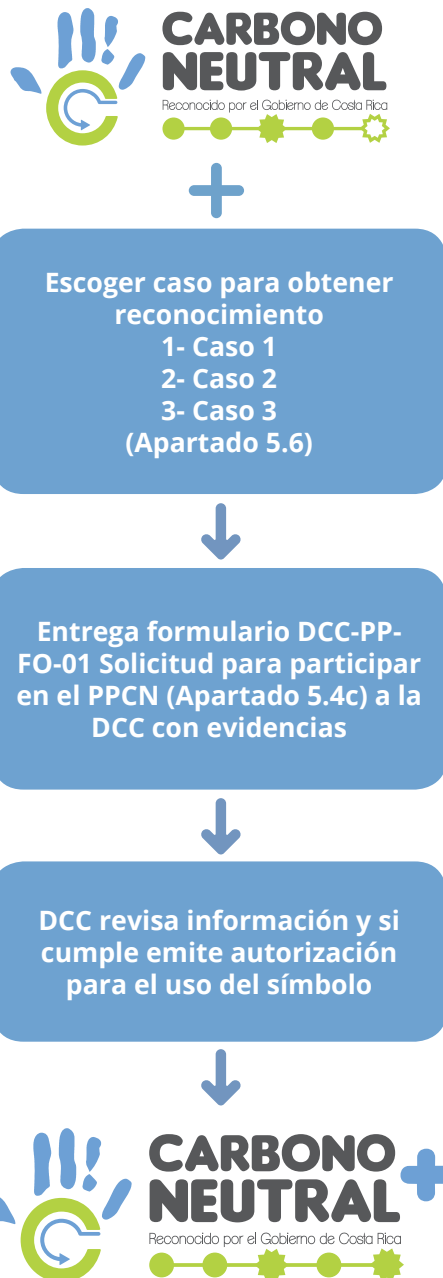 CARBONO
NEUTRAL
Reconocido por el Gobierno de Costa Rica
+
Escoger caso para obtener
reconocimiento
1- Caso 1
2- Caso 2
3- Caso 3
(Apartado 5.6)
Entrega formulario DCC-PP-
FO-01 Solicitud para participar
en el PPCN (Apartado 5.4c) a la
DCC con evidencias
DCC revisa información y si
cumple emite autorización
para el uso del símbolo
CARBONO +
NEUTRAL
Reconocido por el Gobierno de Costa Rica